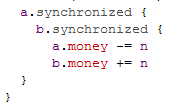 a.synchronized {
b.synchronized {
a.money -= n
b.money += n
}
}